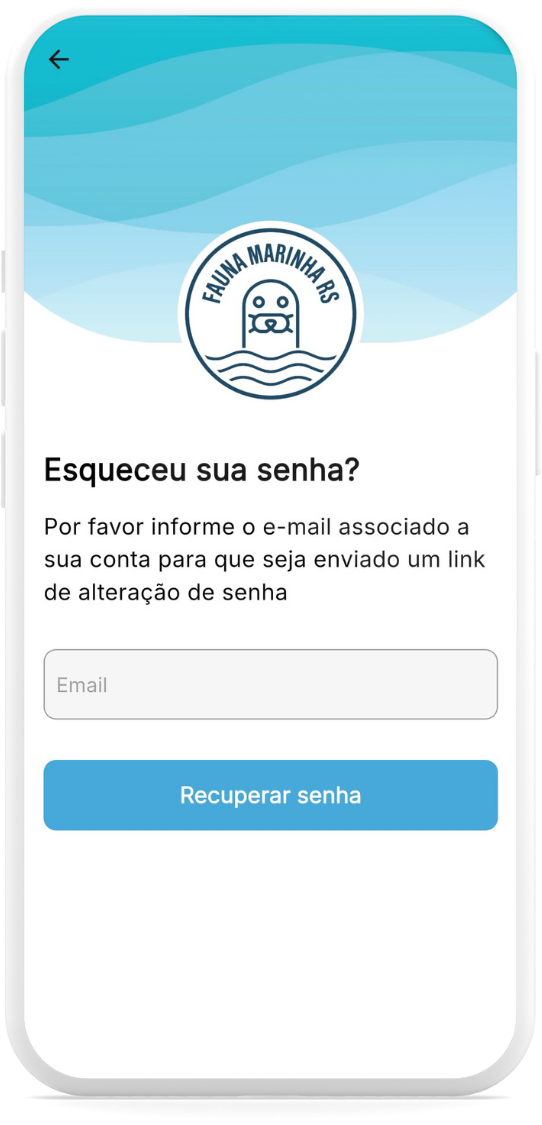 FAUNA MARINHA RS
Esqueceu sua senha?
Por favor informe o e-mail associado a
sua conta para que seja enviado um link
de alteração de senha
Email
Recuperar senha